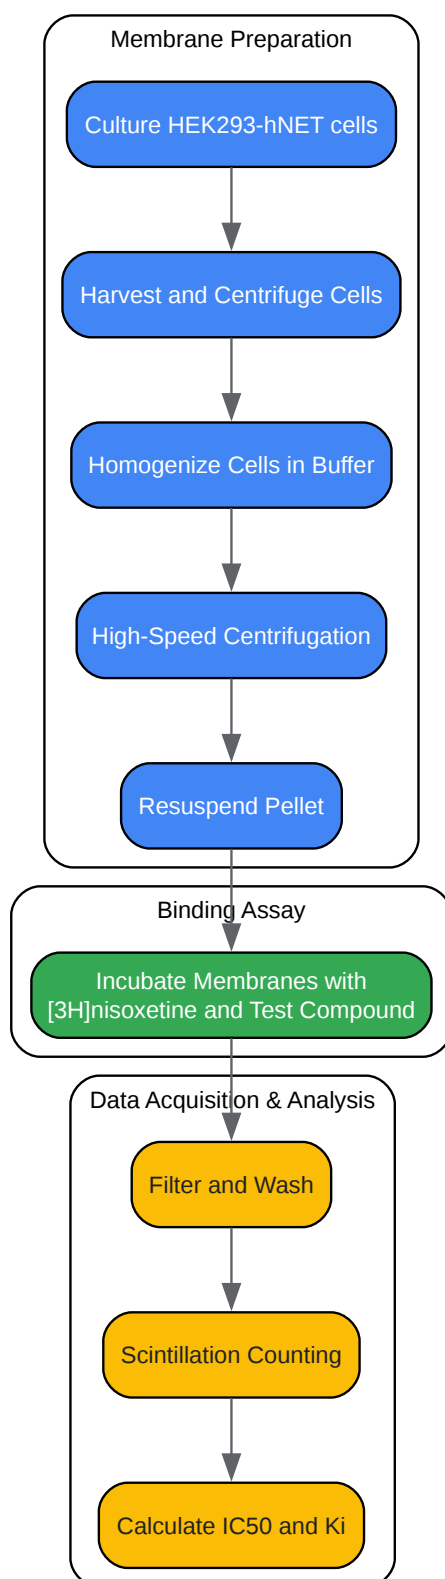 Membrane Preparation
Culture HEK293-hNET cells
Harvest and Centrifuge Cells
Homogenize Cells in Buffer
High-Speed Centrifugation
Resuspend Pellet
Binding Assay
Incubate Membranes with
[3H]nisoxetine and Test Compound
Data Acquisition & Analysis
Filter and Wash
Scintillation Counting
Calculate IC50 and Ki